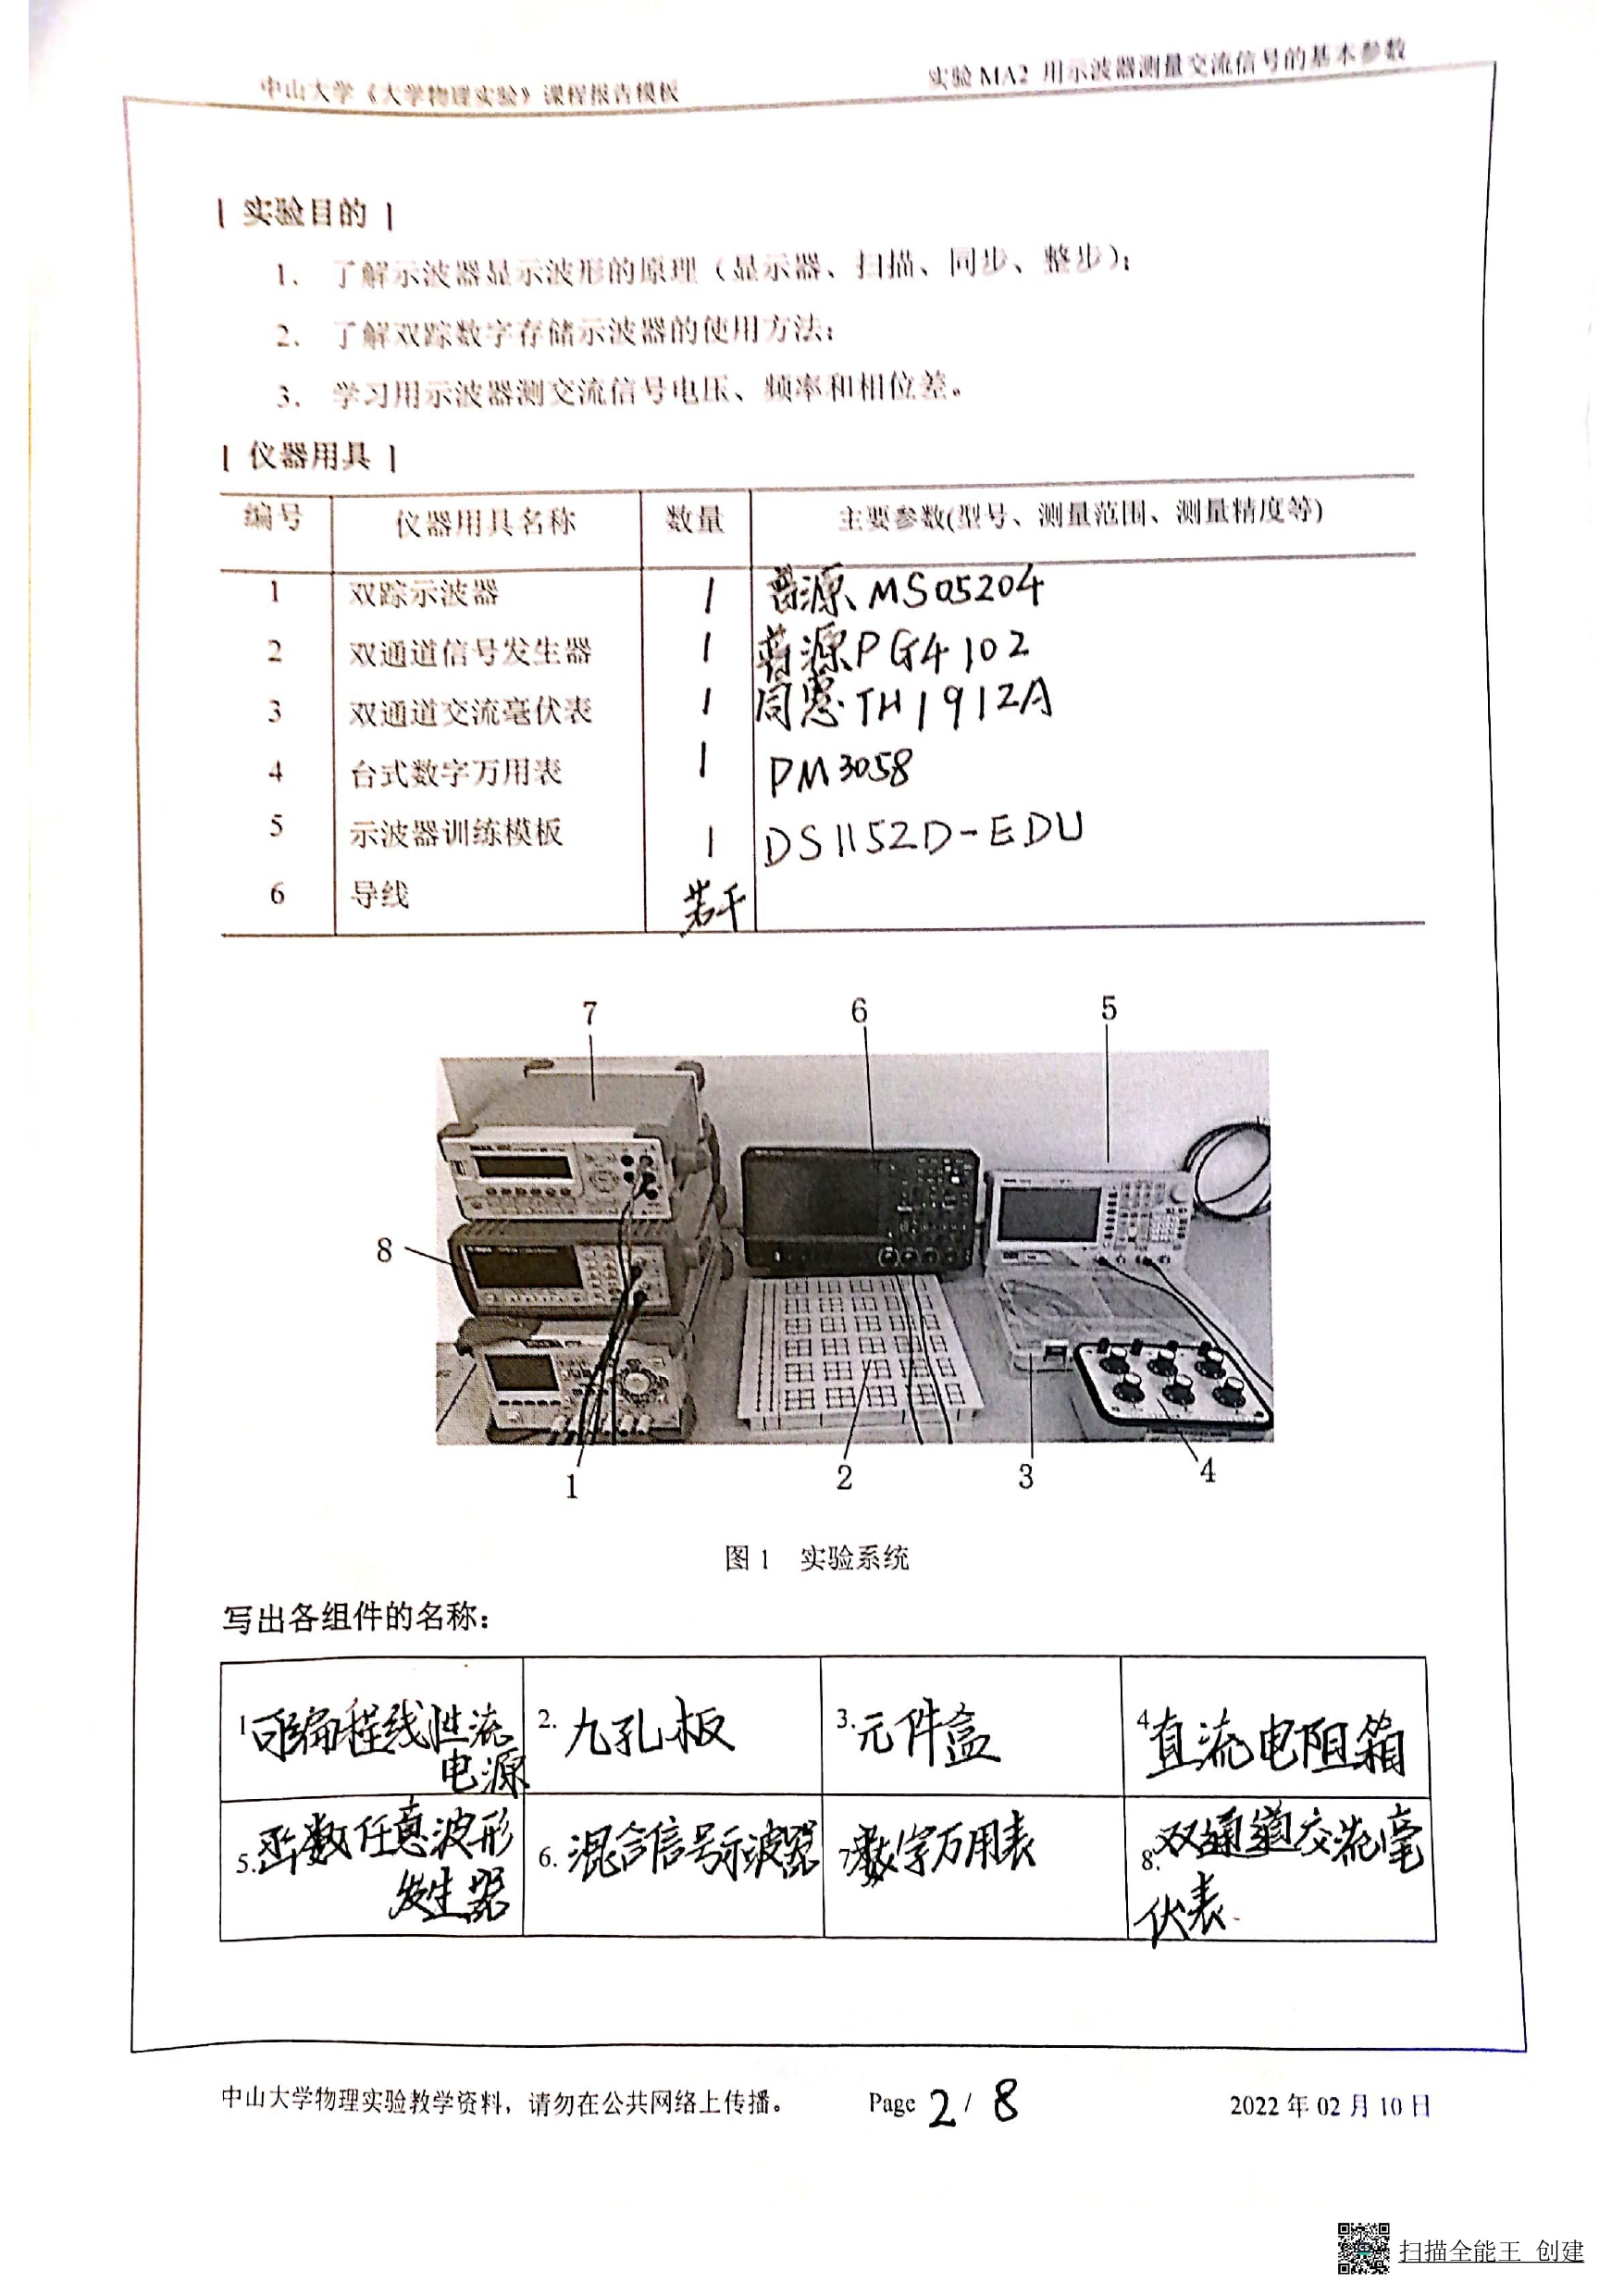 中山大学《大学物理实验》课程报告模板
实验 MA2 用示波器测量交流信号的基本参数
| 实验目的 |
1. 了解示波器显示波形的原理（显示器、扫描、同步、整步）；
2. 了解双踪数字存储示波器的使用方法；
3. 学习用示波器测交流信号电压、频率和相位差。
| 仪器用具 |
编号 仪器用具名称 数量 主要参数(型号、测量范围、测量精度等)
1 双踪示波器 1 普源 MS05204
2 双通道信号发生器 1 普源 PG4102
3 双通道交流毫伏表 1 同惠 TH1912A
4 台式数字万用表 1 PM3058
5 示波器训练模板 1 DS1152D-EDU
6 导线 若干
7 6 5
8
1 2 3 4
图 1 实验系统
写出各组件的名称：
1 可编程线性流电源 2. 九孔板 3. 元件盒 4 直流电阻箱
5. 函数任意波形发生器 6. 混合信号示波器 7 数字万用表 8. 双通道交流毫伏表
中山大学物理实验教学资料，请勿在公共网络上传播。 Page 2 / 8 2022 年 02 月 10 日
扫描全能王 创建